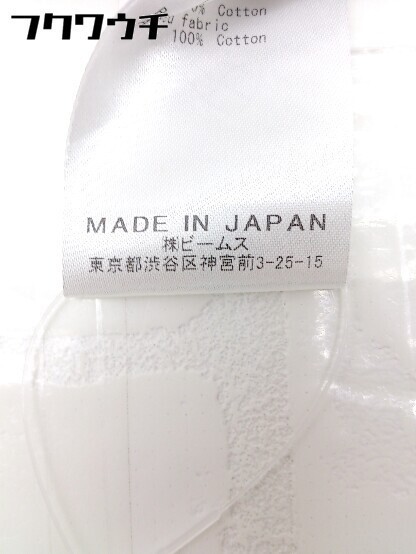 フクワウチ
% Cotton
fabric
100% Cotton
MADE IN JAPAN
㈱ビームス
東京都渋谷区神宮前3-25-15